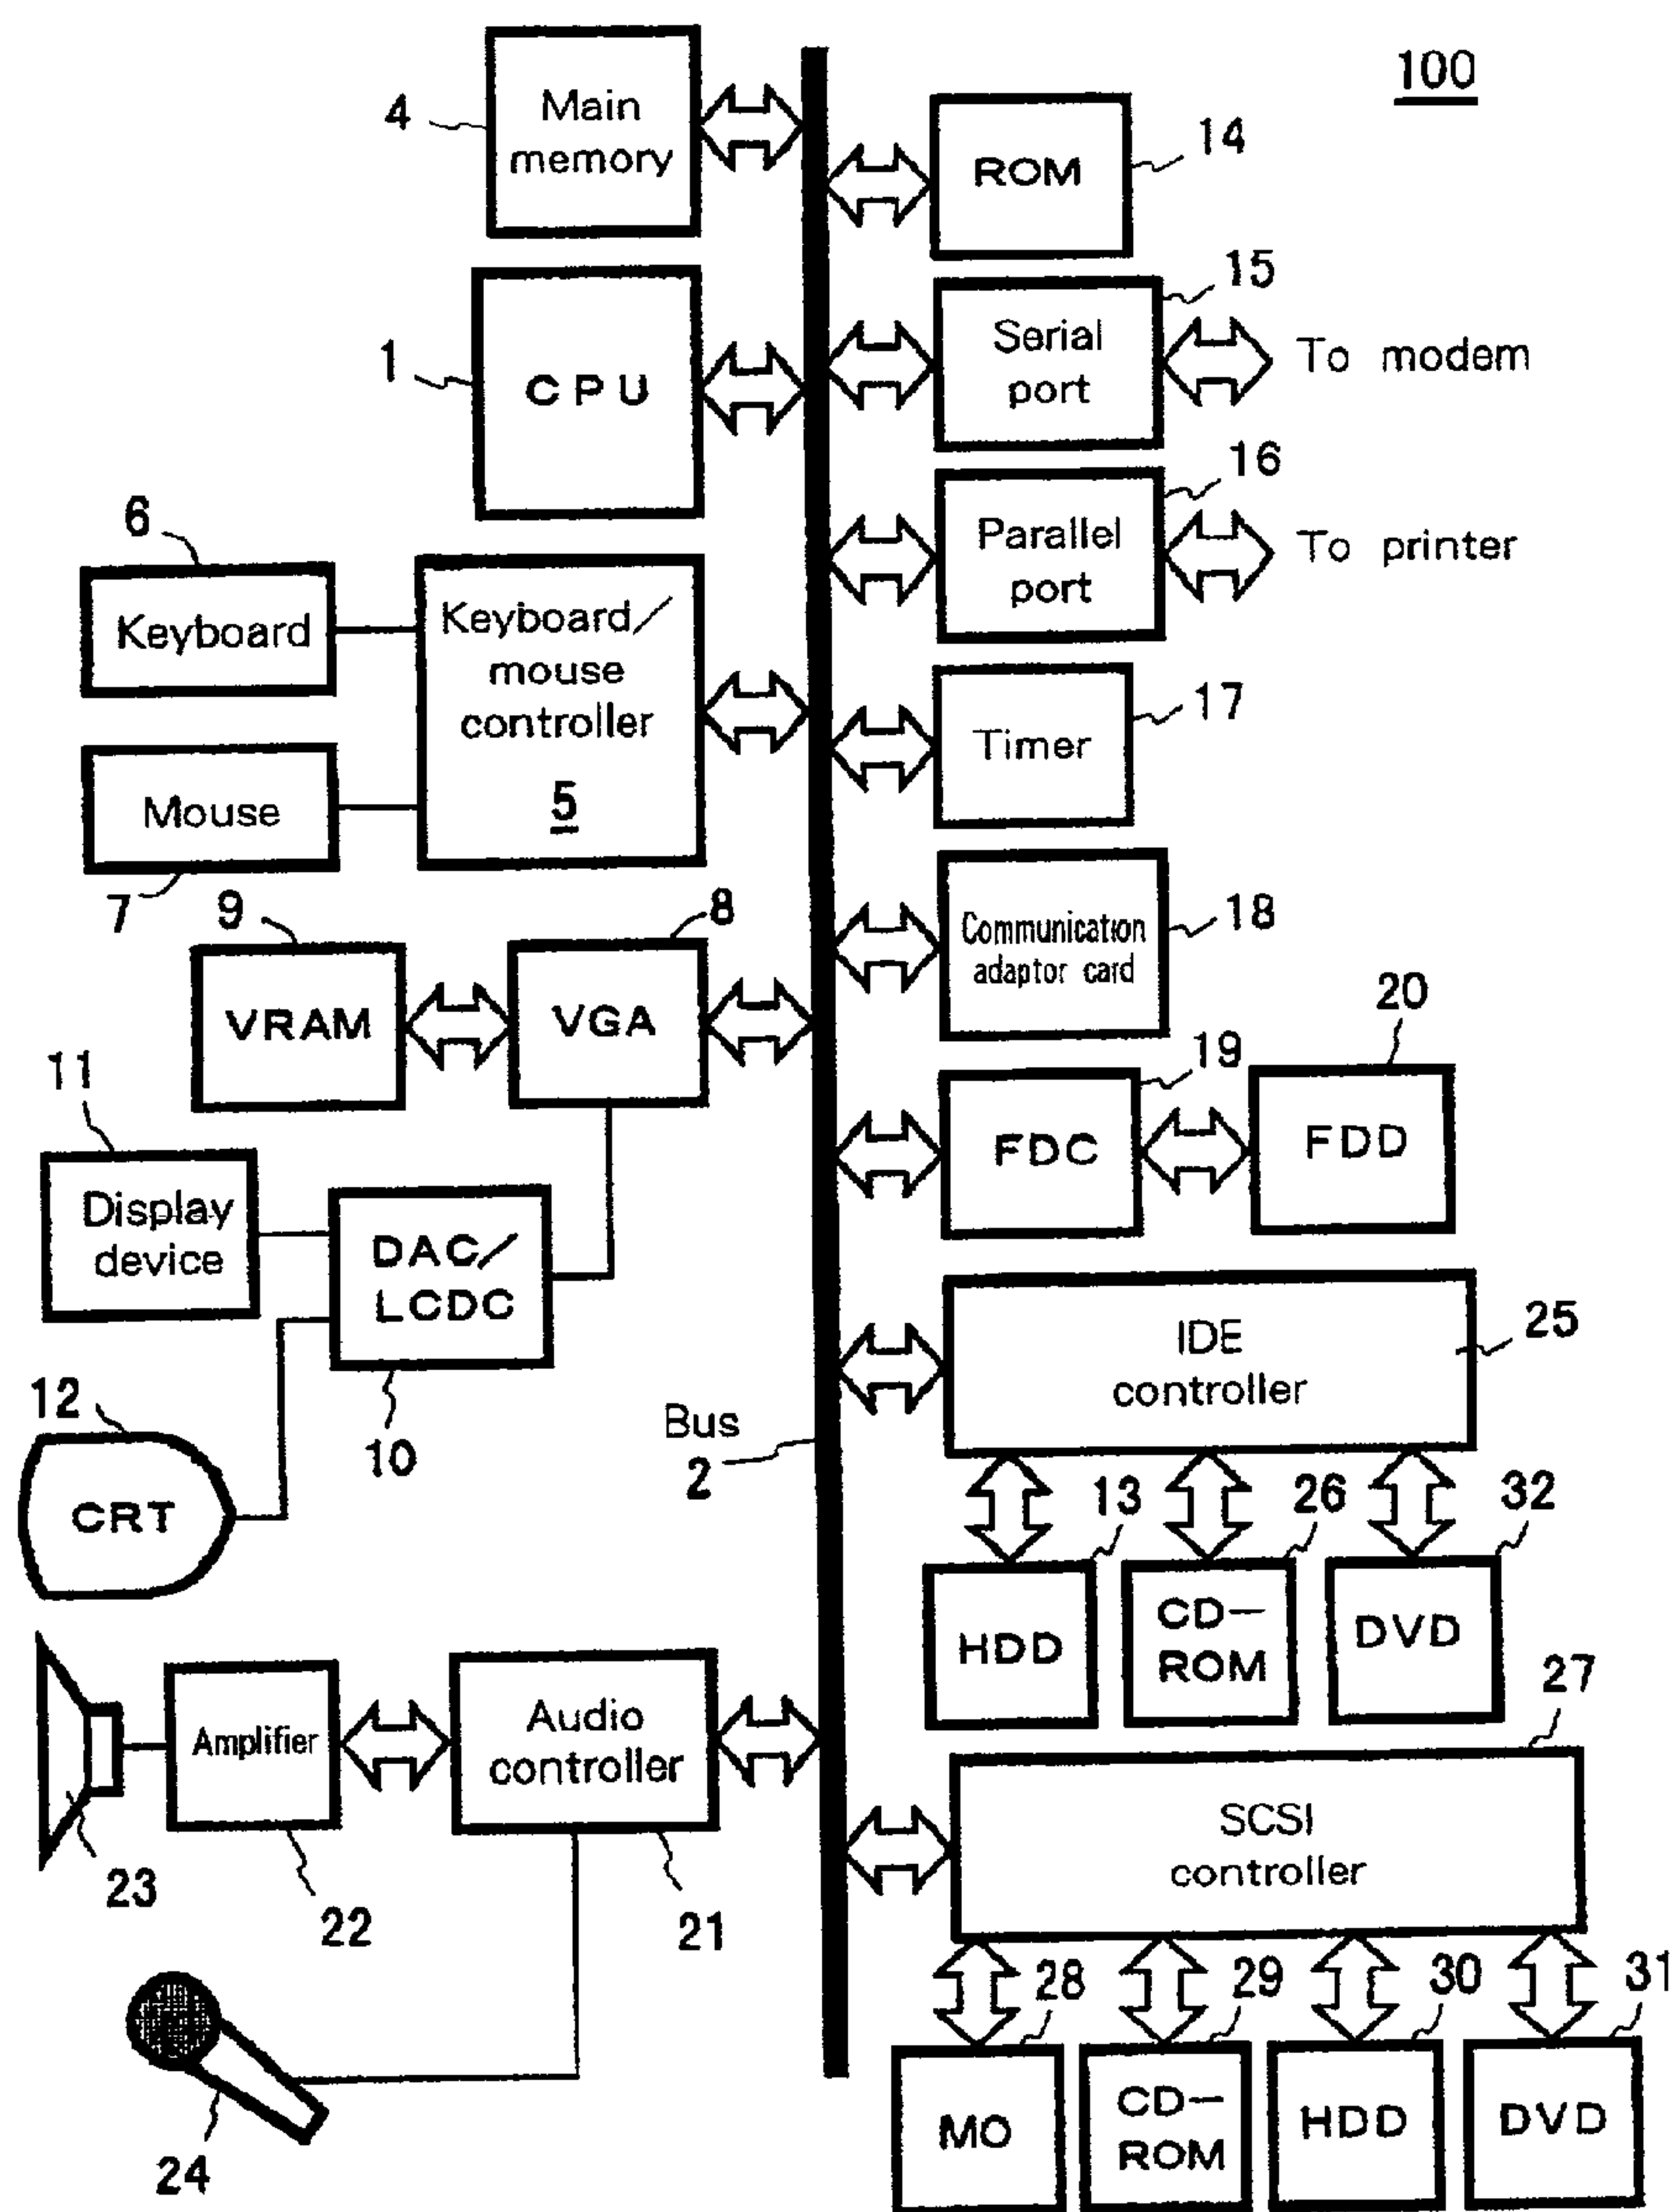 100
4
Main
memory
ROM
14
1
CPU
15
Serial
port
To modem
16
Parallel
port
To printer
6
Keyboard
Keyboard/
mouse
controller
5
Mouse
7
Timer
17
Communication
adaptor card
18
9
VRAM
8
VGA
19
FDC
20
FDD
11
Display
device
DAC/
LCDC
10
12
CRT
Bus
2
IDE
controller
25
13
HDD
26
CD-
ROM
32
DVD
23
Amplifier
22
Audio
controller
21
24
27
SCSI
controller
28
MO
29
CD-
ROM
30
HDD
31
DVD